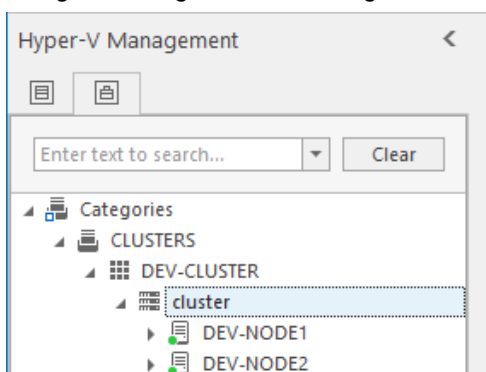 Hyper-V Management
Enter text to search...
Clear
Categories
CLUSTERS
DEV-CLUSTER
cluster
DEV-NODE1
DEV-NODE2